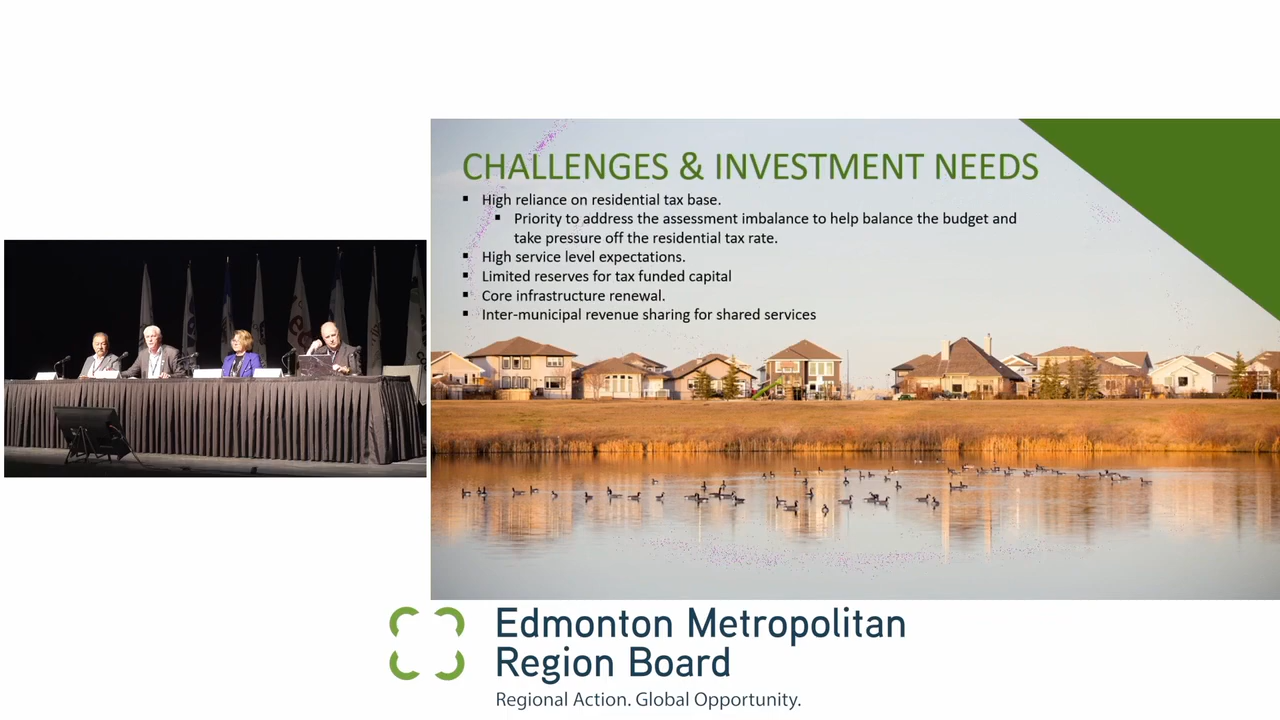 CHALLENGES & INVESTMENT NEEDS
▪ High reliance on residential tax base.
▪ Priority to address the assessment imbalance to help balance the budget and
take pressure off the residential tax rate.
▪ High service level expectations.
▪ Limited reserves for tax funded capital
▪ Core infrastructure renewal.
▪ Inter-municipal revenue sharing for shared services
Edmonton Metropolitan
Region Board
Regional Action. Global Opportunity.